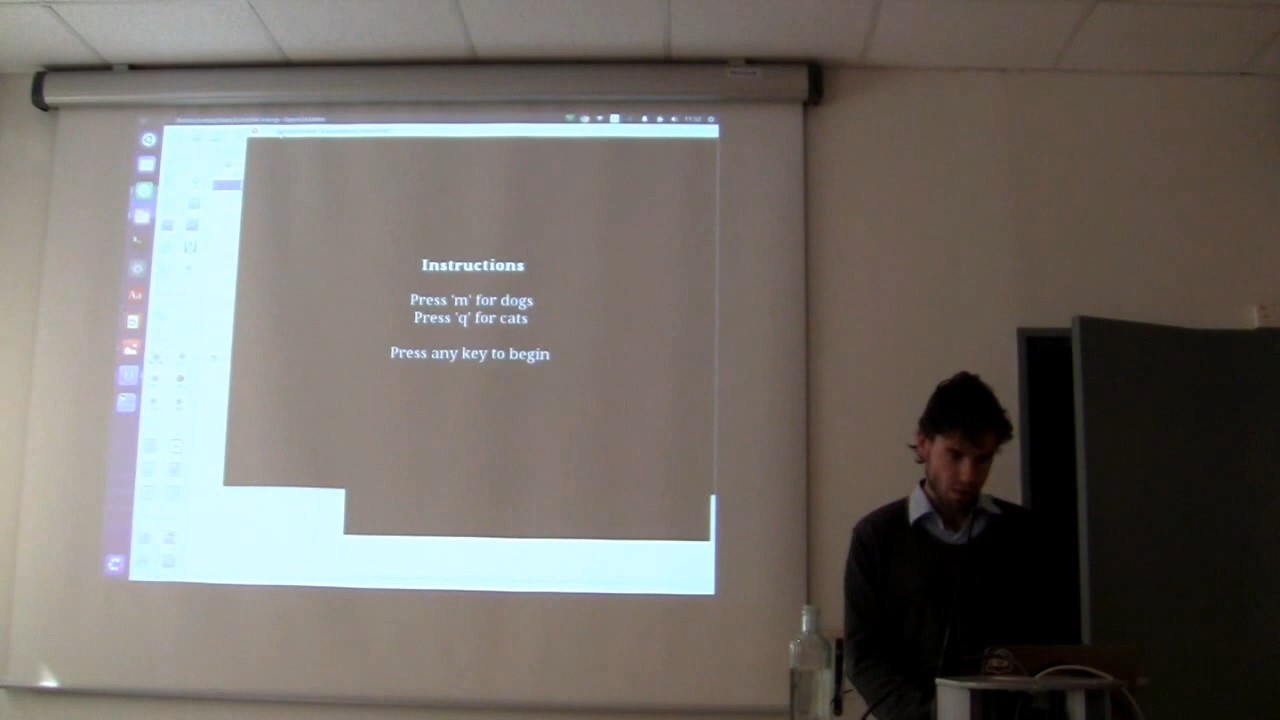 Instructions
Press 'm' for dogs
Press 'q' for cats
Press any key to begin